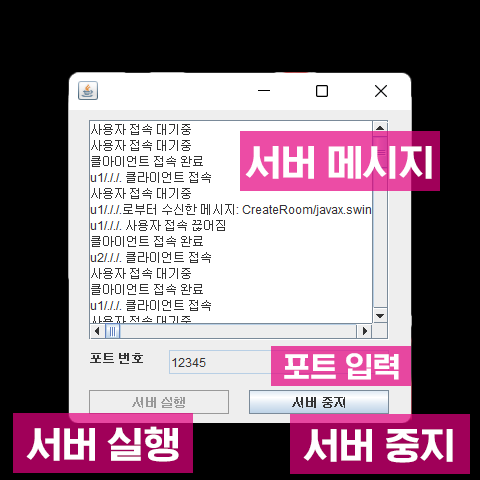 사용자 접속 대기중
사용자 접속 대기중
클아이언트 접속 완료
u1/././. 클라이언트 접속
사용자 접속 대기중
u1/././.로부터 수신한 메시지: CreateRoom/javax.swin
u1/././. 사용자 접속 끊어짐
클아이언트 접속 완료
u2/././. 클라이언트 접속
사용자 접속 대기중
클아이언트 접속 완료
u1/././. 클라이언트 접속
사용자 접속 대기중
서버 메시지
포트 번호
12345
포트 입력
서버 실행
서버 중지
서버 실행
서버 중지